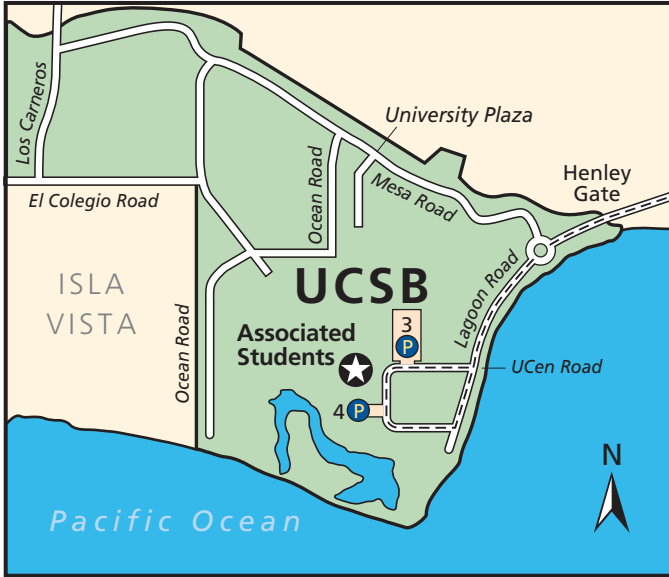 Los Carneros
University Plaza
Henley
Gate
El Colegio Road
Ocean Road
Mesa Road
ISLA
VISTA
UCSB
Lagoon Road
Ocean Road
Associated
Students
3
P
UCen Road
4 P
N
Pacific Ocean